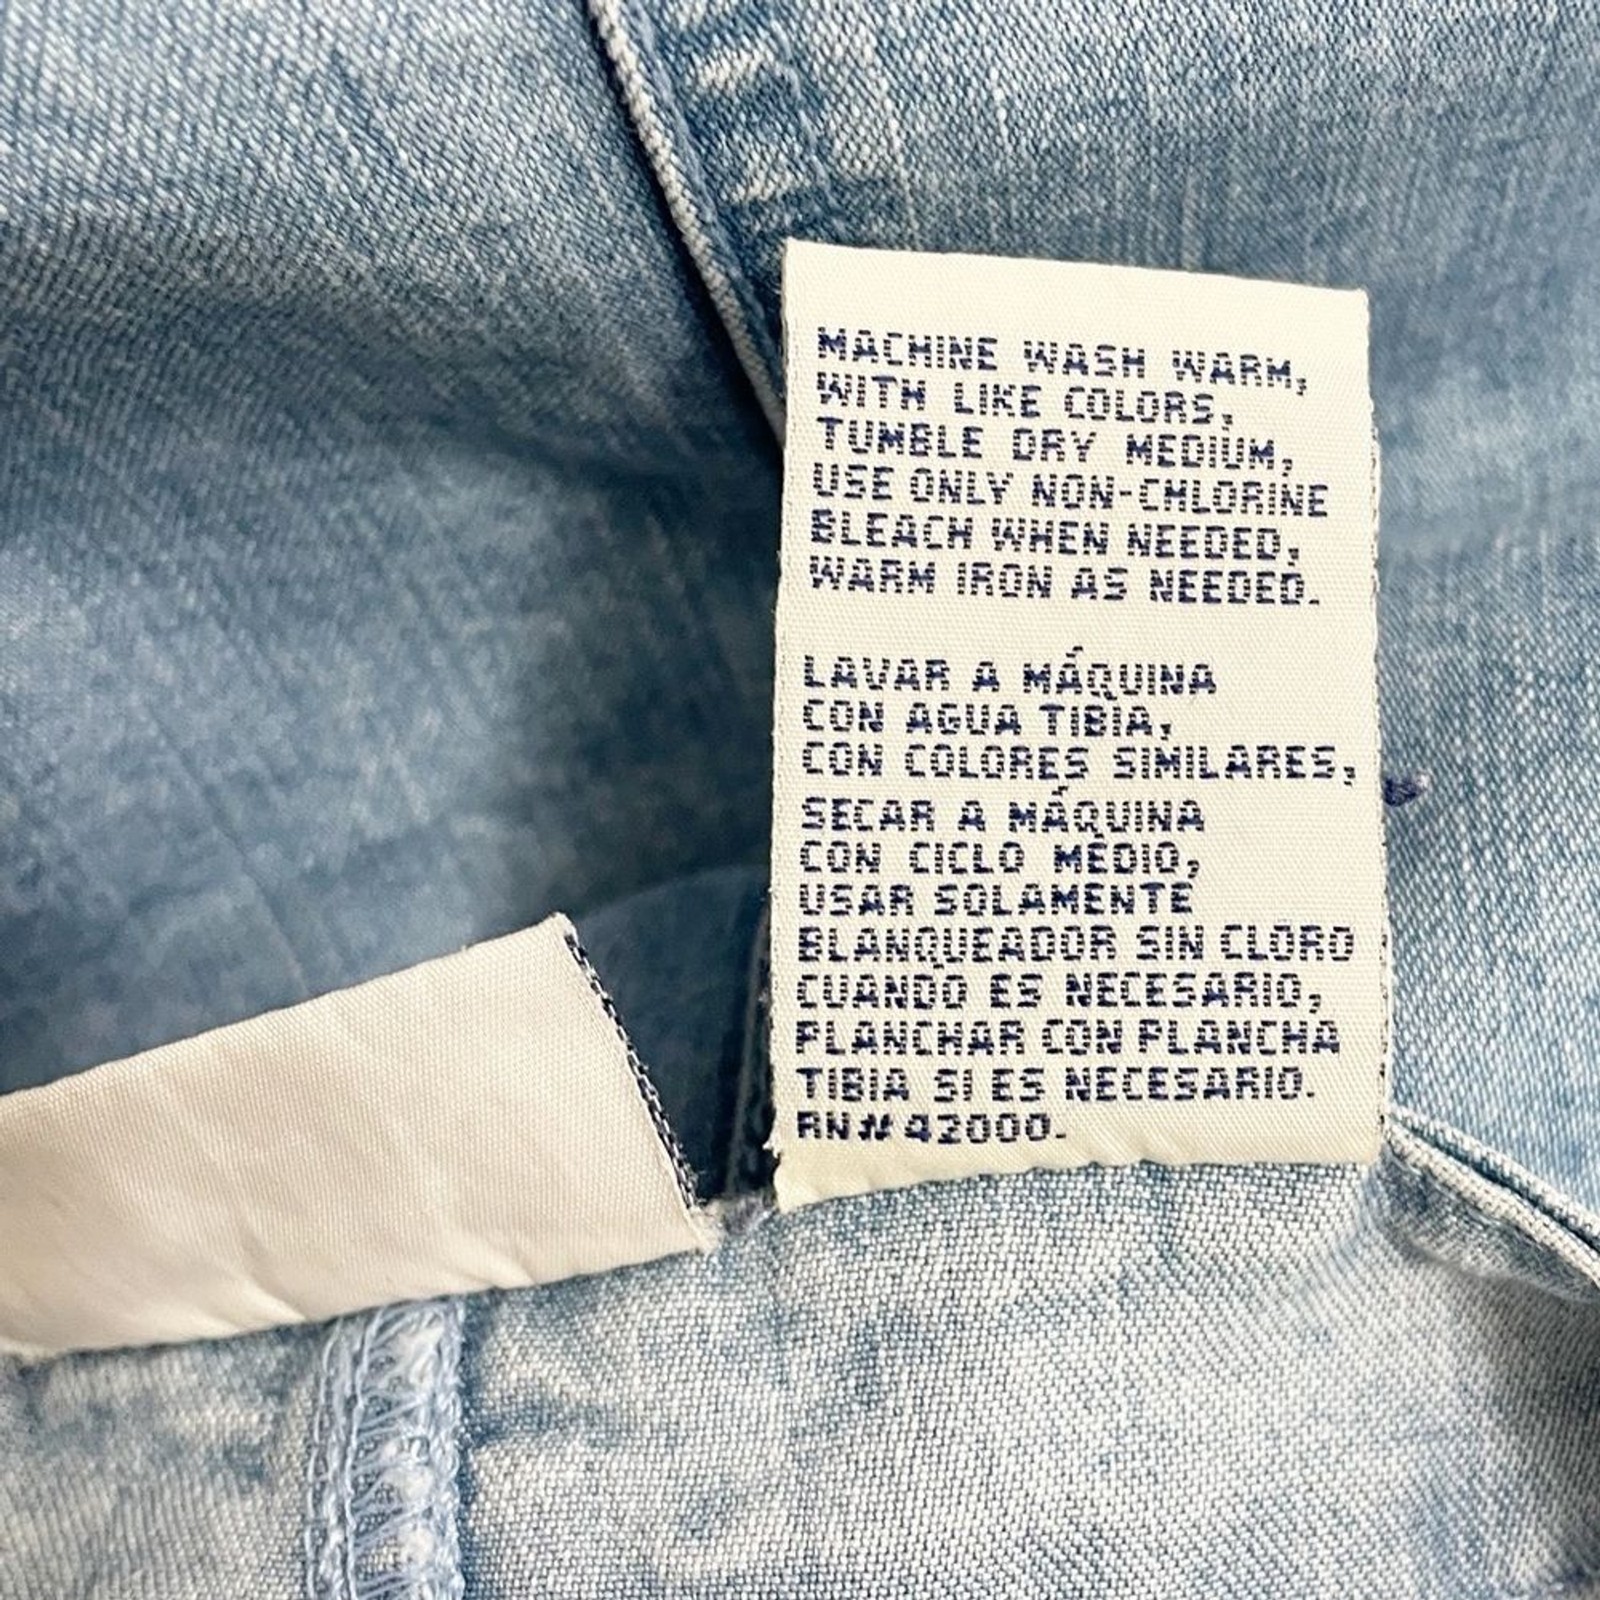 MACHINE WASH WARM,
WITH LIKE COLORS,
TUMBLE DRY MEDIUM,
USE ONLY NON-CHLORINE
BLEACH WHEN NEEDED,
WARM IRON AS NEEDED.
LAVAR A MÁQUINA
CON AGUA TIBIA,
CON COLORES SIMILARES,
SECAR A MÁQUINA
CON CICLO MEDIO,
USAR SOLAMENTE
BLANQUEADOR SIN CLORO
CUANDO ES NECESARIO,
PLANCHAR CON PLANCHA
TIBIA SI ES NECESARIO.
RN# 42000.